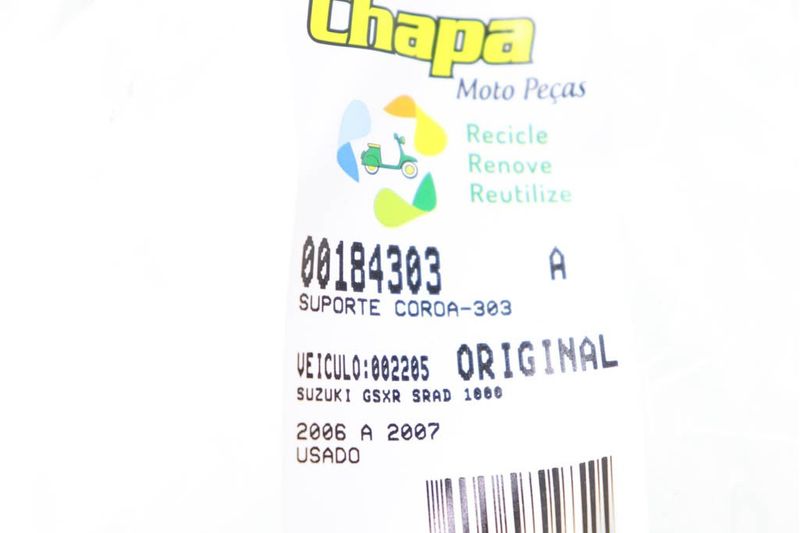 Chapa
Moto Peças
Recicle
Renove
Reutilize
00184303 A
SUPORTE COROA-303
VEICULO:002205 ORIGINAL
SUZUKI GSXR SRAD 1000
2006 A 2007
USADO